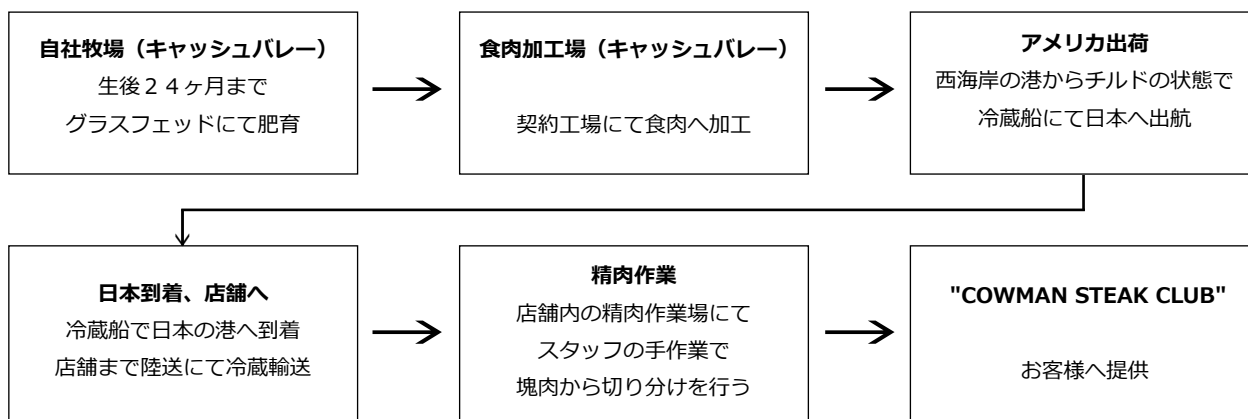 自社牧場（キャッシュバレー）
生後２４ヶ月まで
グラスフェッドにて肥育
食肉加工場（キャッシュバレー）
契約工場にて食肉へ加工
アメリカ出荷
西海岸の港からチルドの状態で
冷蔵船にて日本へ出航
日本到着、店舗へ
冷蔵船で日本の港へ到着
店舗まで陸送にて冷蔵輸送
精肉作業
店舗内の精肉作業場にて
スタッフの手作業で
塊肉から切り分けを行う
"COWMAN STEAK CLUB"
お客様へ提供